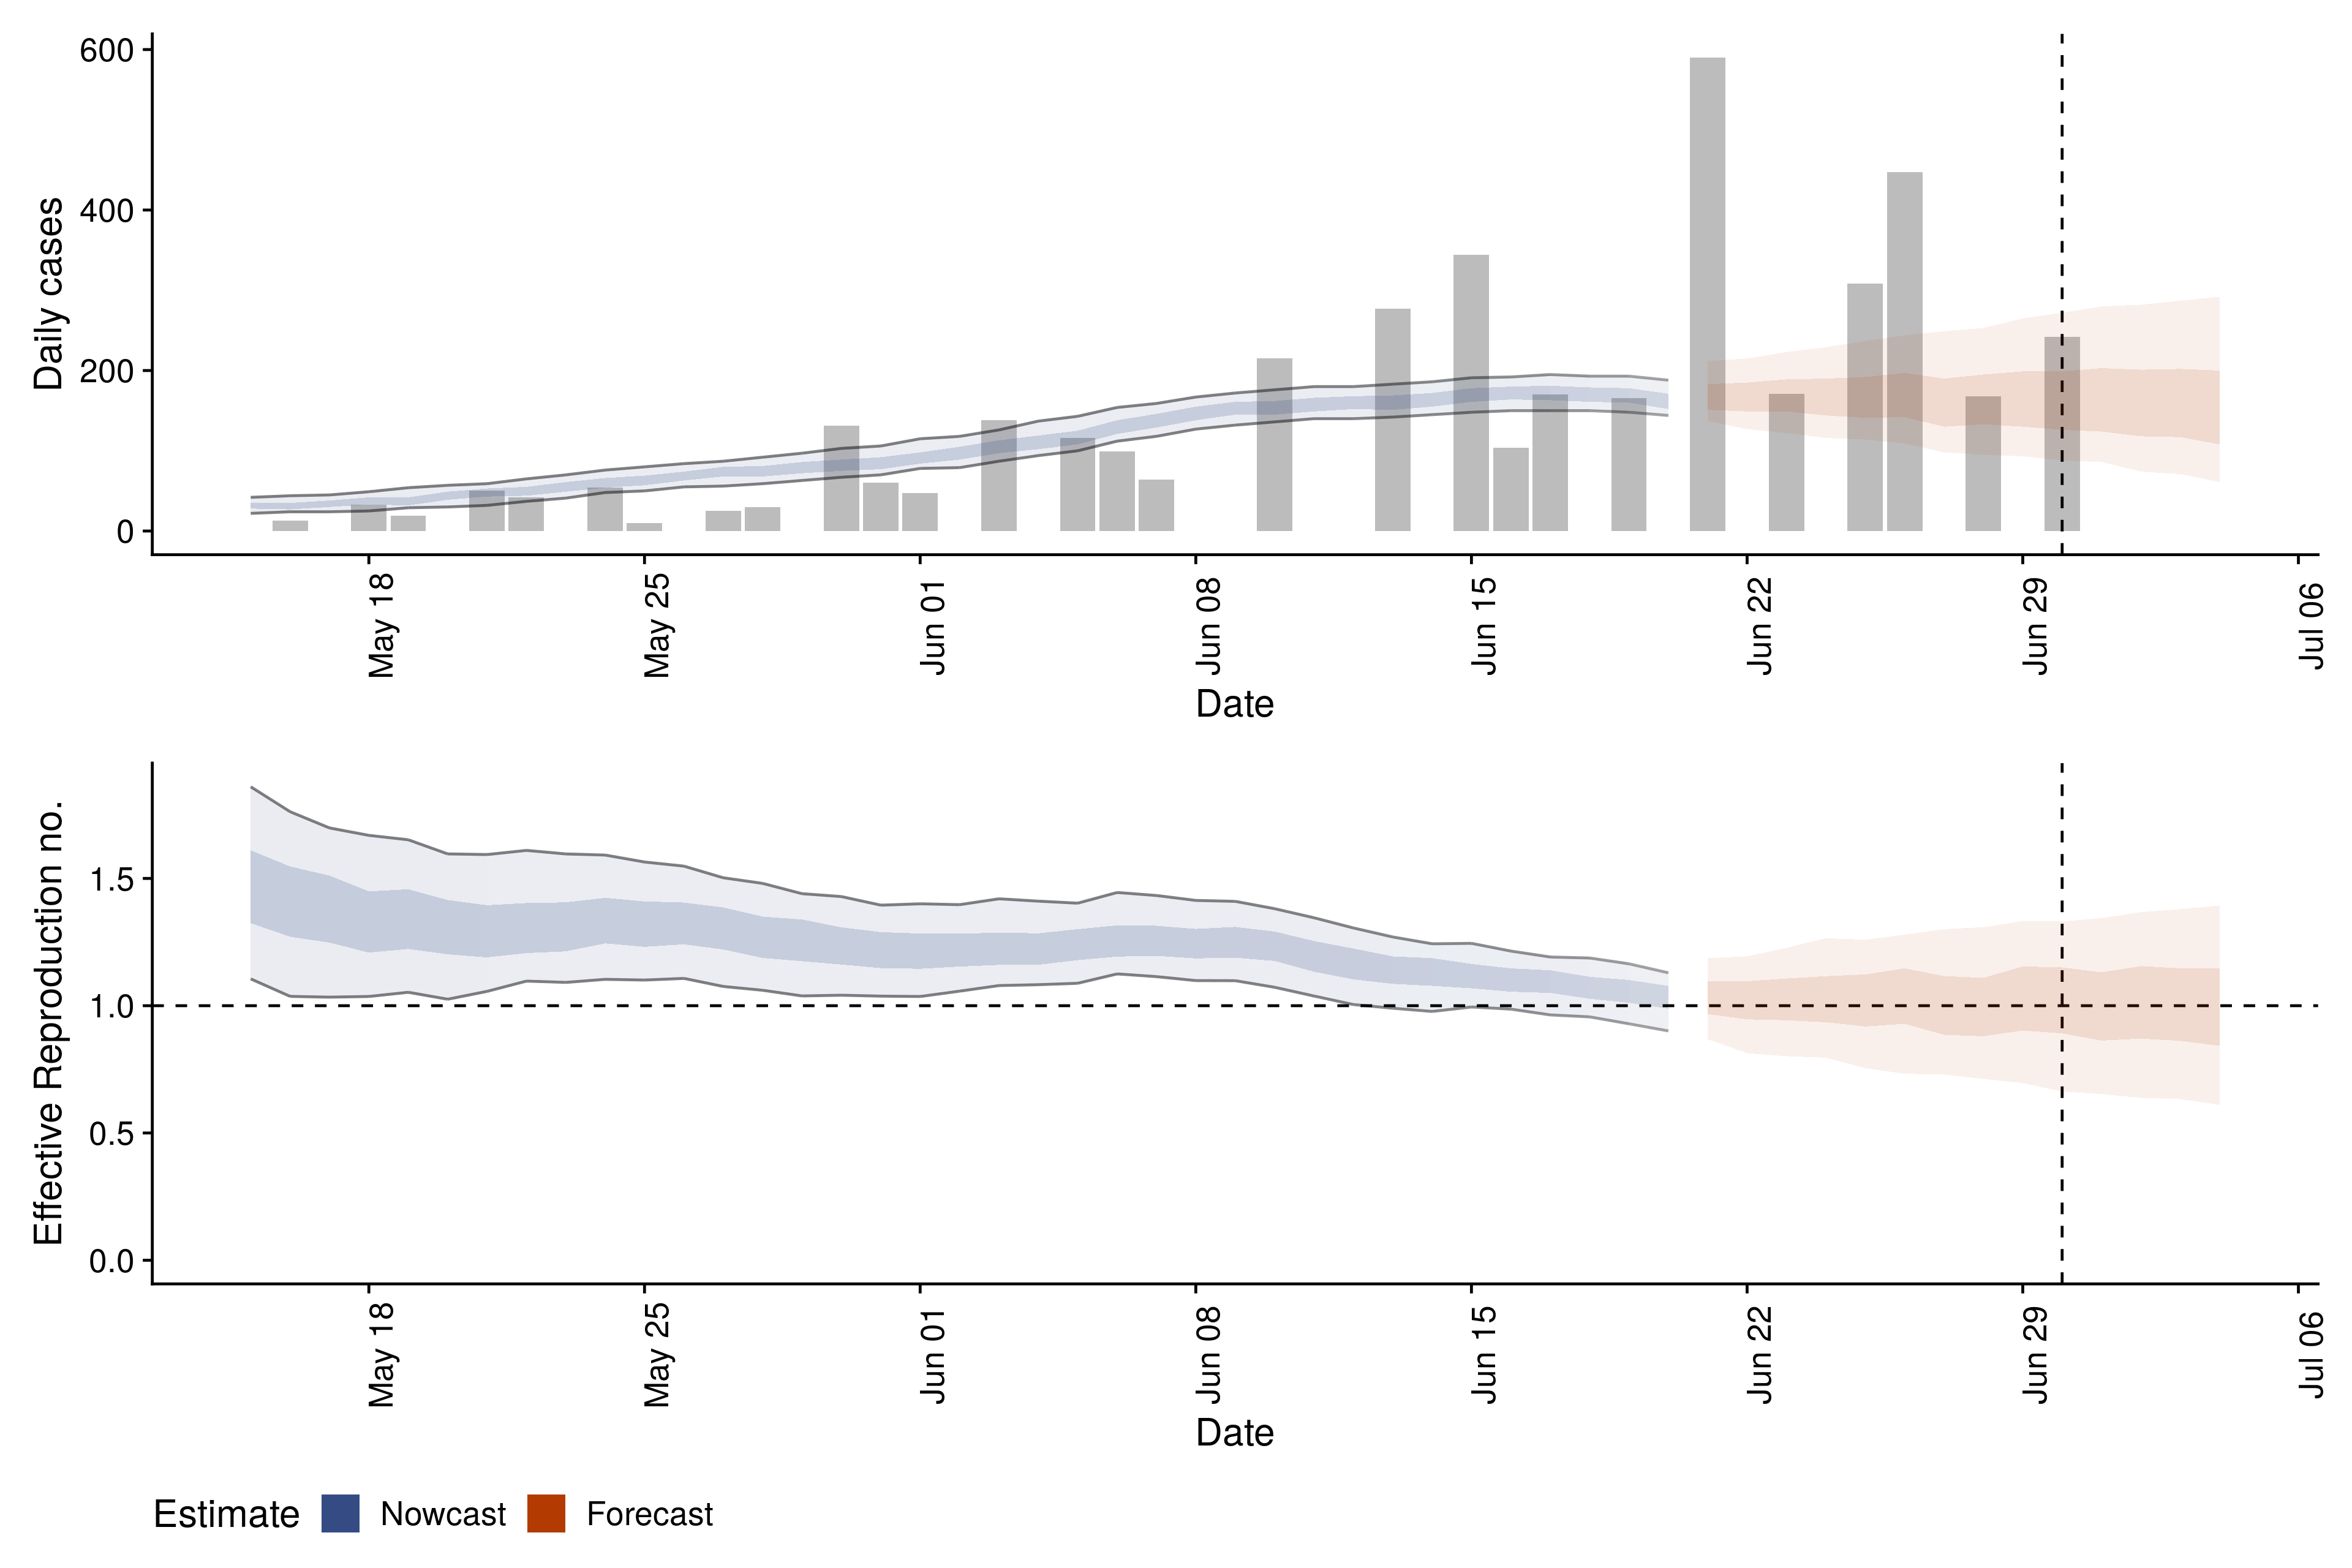 600
400
200
0
Daily cases
May 18
May 25
Jun 01
Jun 08
Jun 15
Jun 22
Jun 29
Jul 06
Date
1.5
1.0
0.5
0.0
Effective Reproduction no.
May 18
May 25
Jun 01
Jun 08
Jun 15
Jun 22
Jun 29
Jul 06
Date
Estimate Nowcast Forecast